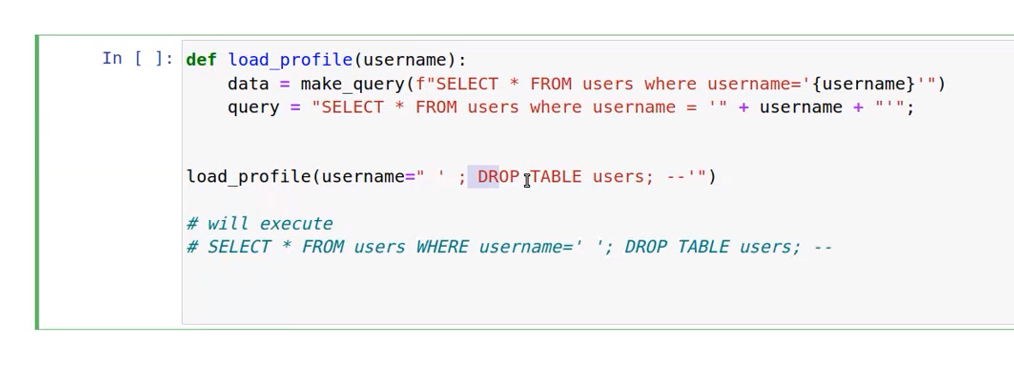 In [ ]: def load_profile(username):
data = make_query(f"SELECT * FROM users where username='{username}'")
query = "SELECT * FROM users where username = '" + username + "'";
load_profile(username=" ' ; DROP TABLE users; --'")
# will execute
# SELECT * FROM users WHERE username=' '; DROP TABLE users; --